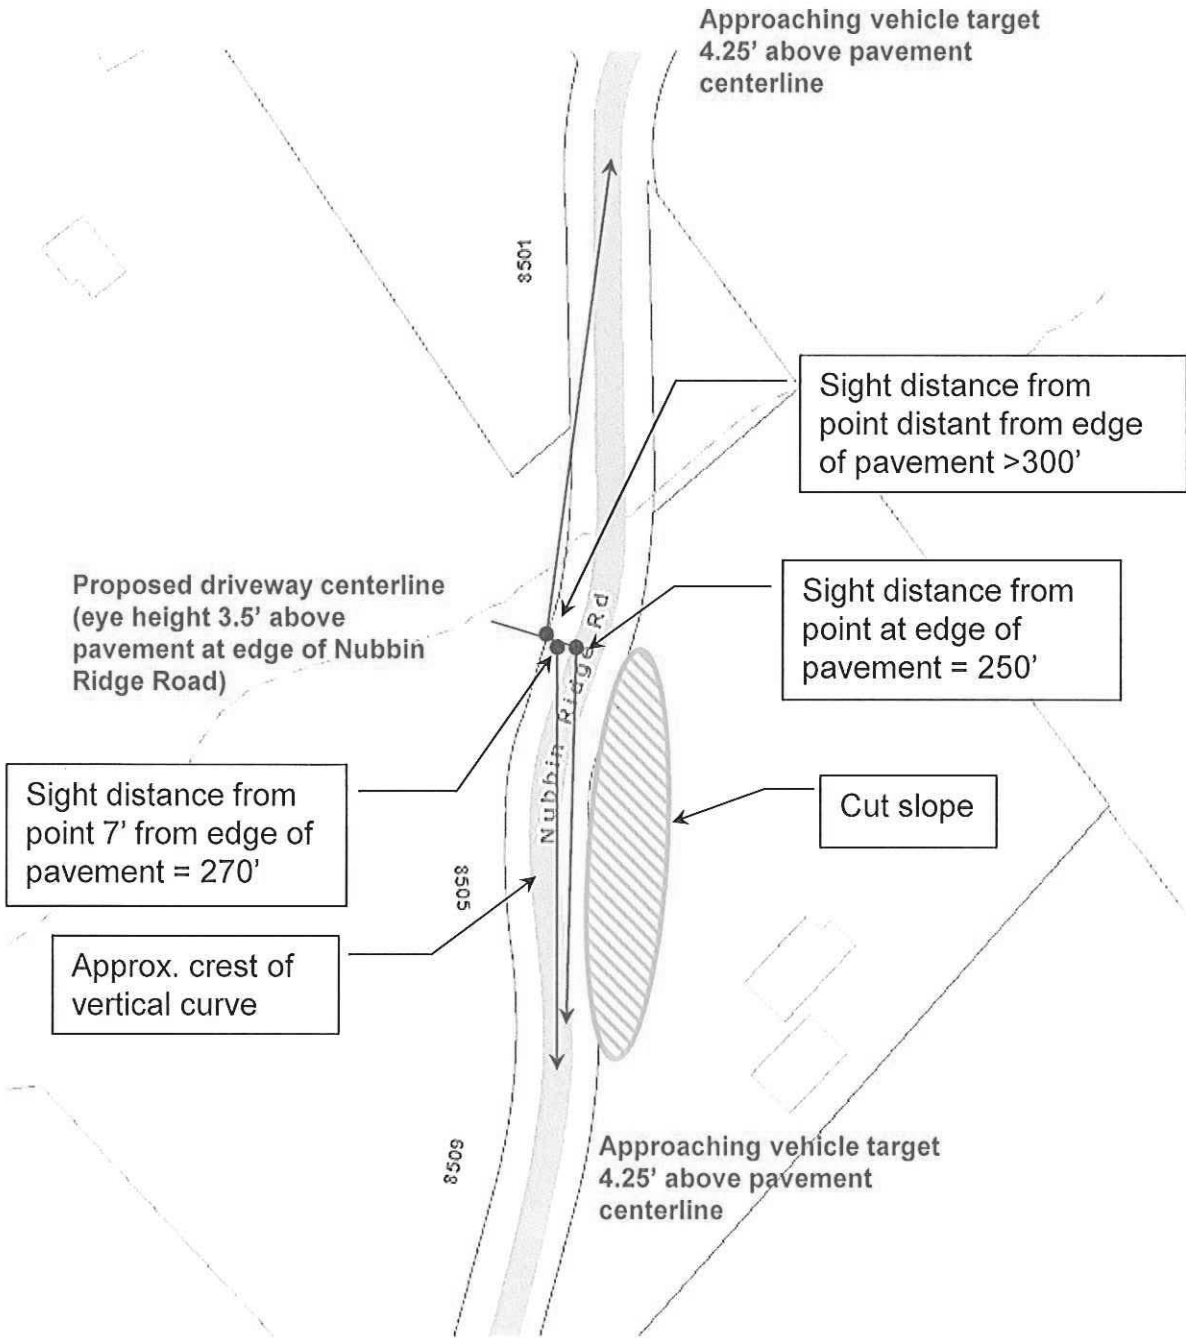 Approaching vehicle target
4.25' above pavement
centerline
8501
Sight distance from
point distant from edge
of pavement >300'
Proposed driveway centerline
(eye height 3.5' above
pavement at edge of Nubbin
Ridge Road)
Sight distance from
point at edge of
pavement = 250'
Nubbin Ridge Rd
Sight distance from
point 7' from edge of
pavement = 270'
Cut slope
8505
Approx. crest of
vertical curve
Approaching vehicle target
4.25' above pavement
centerline
8509